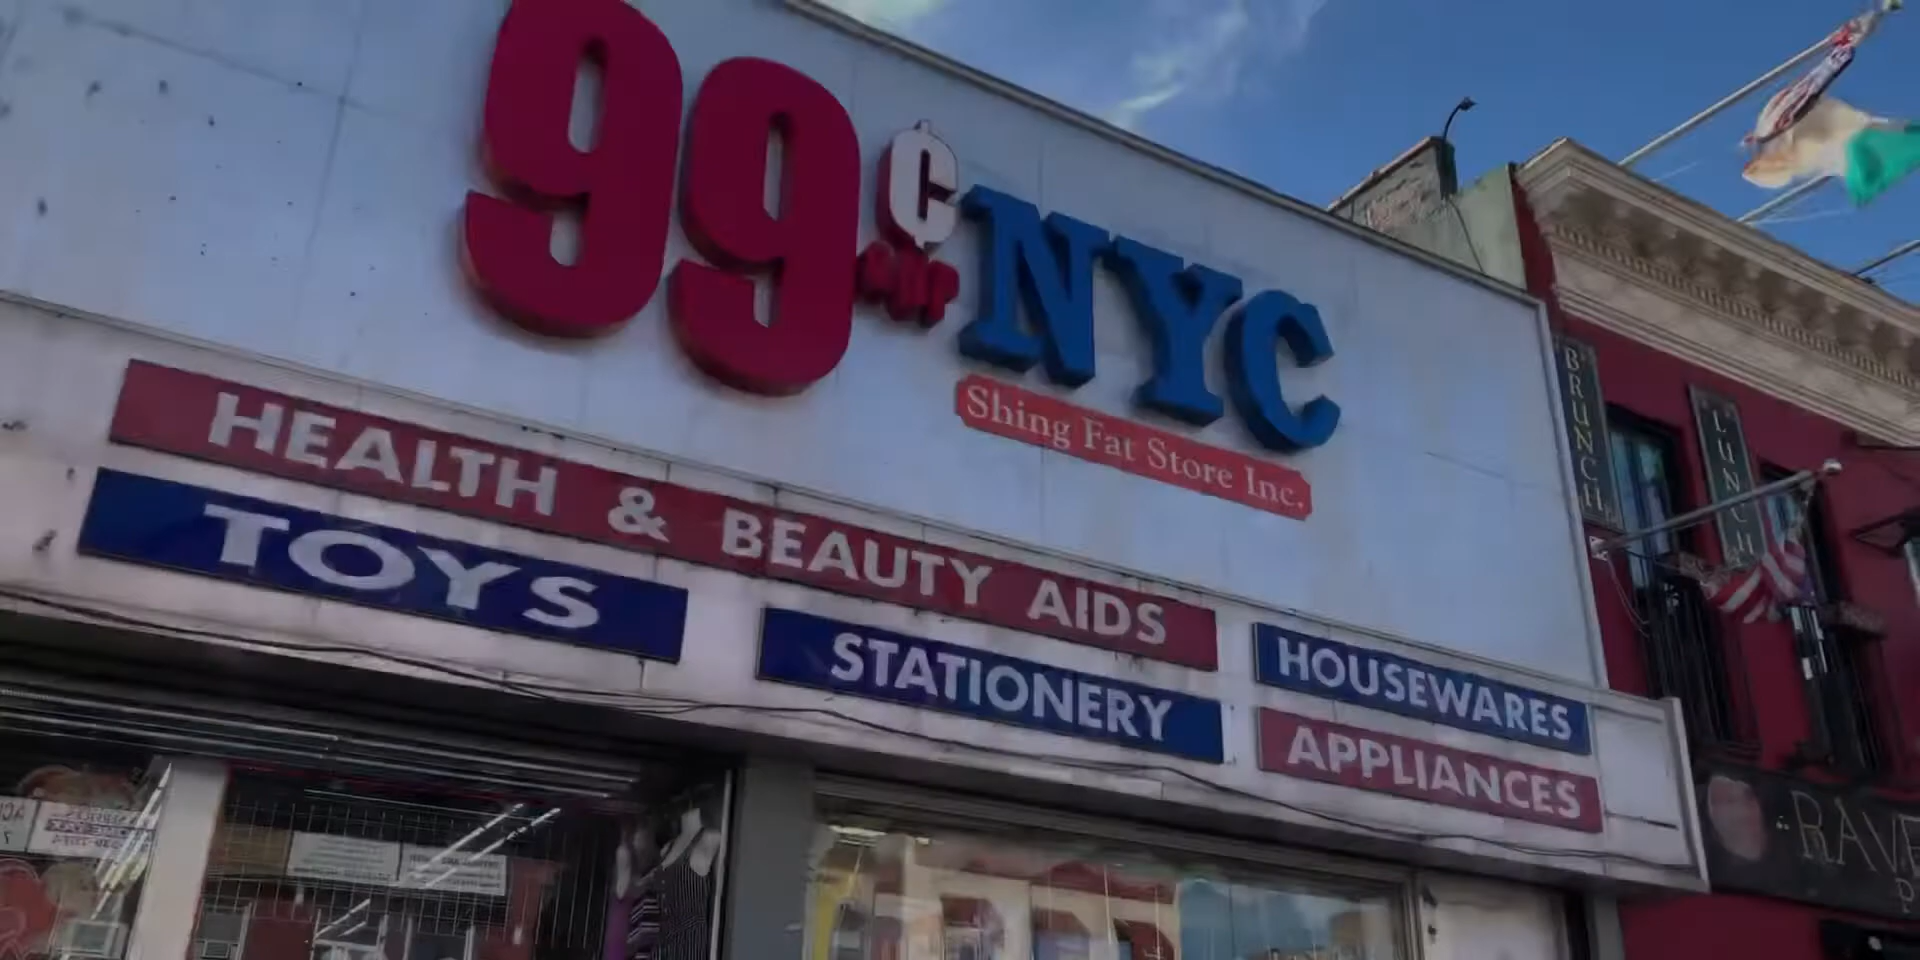 99¢
NYC
Shing Fat Store Inc.
HEALTH & BEAUTY AIDS
TOYS
STATIONERY
HOUSEWARES
APPLIANCES
BRUNCH
LUNCH